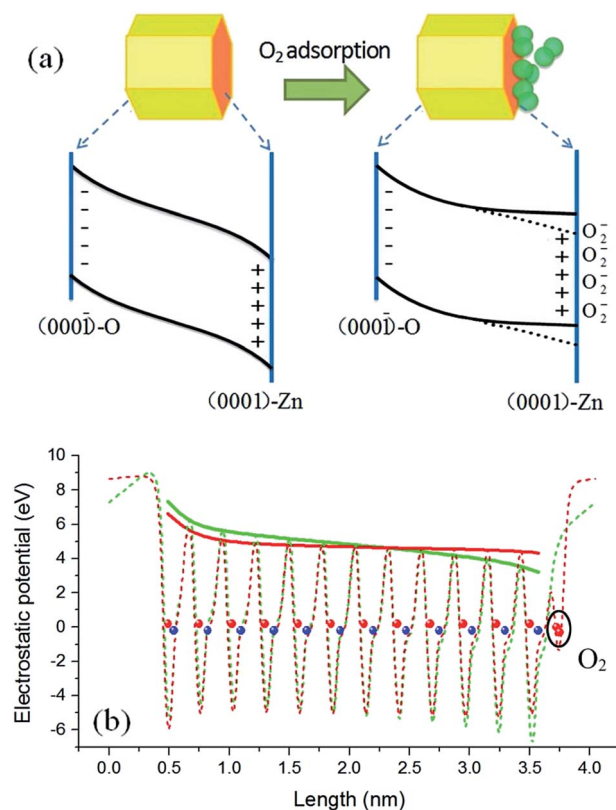 (a)
O₂ adsorption
- + O₂⁻
- + O₂⁻
- + O₂⁻
- + O₂⁻
- +
(0001̄)-O
(0001)-Zn
(0001̄)-O
(0001)-Zn
Electrostatic potential (eV)
10
8
6
4
2
0
-2
-4
-6
(b)
O₂
0.0 0.5 1.0 1.5 2.0 2.5 3.0 3.5 4.0
Length (nm)